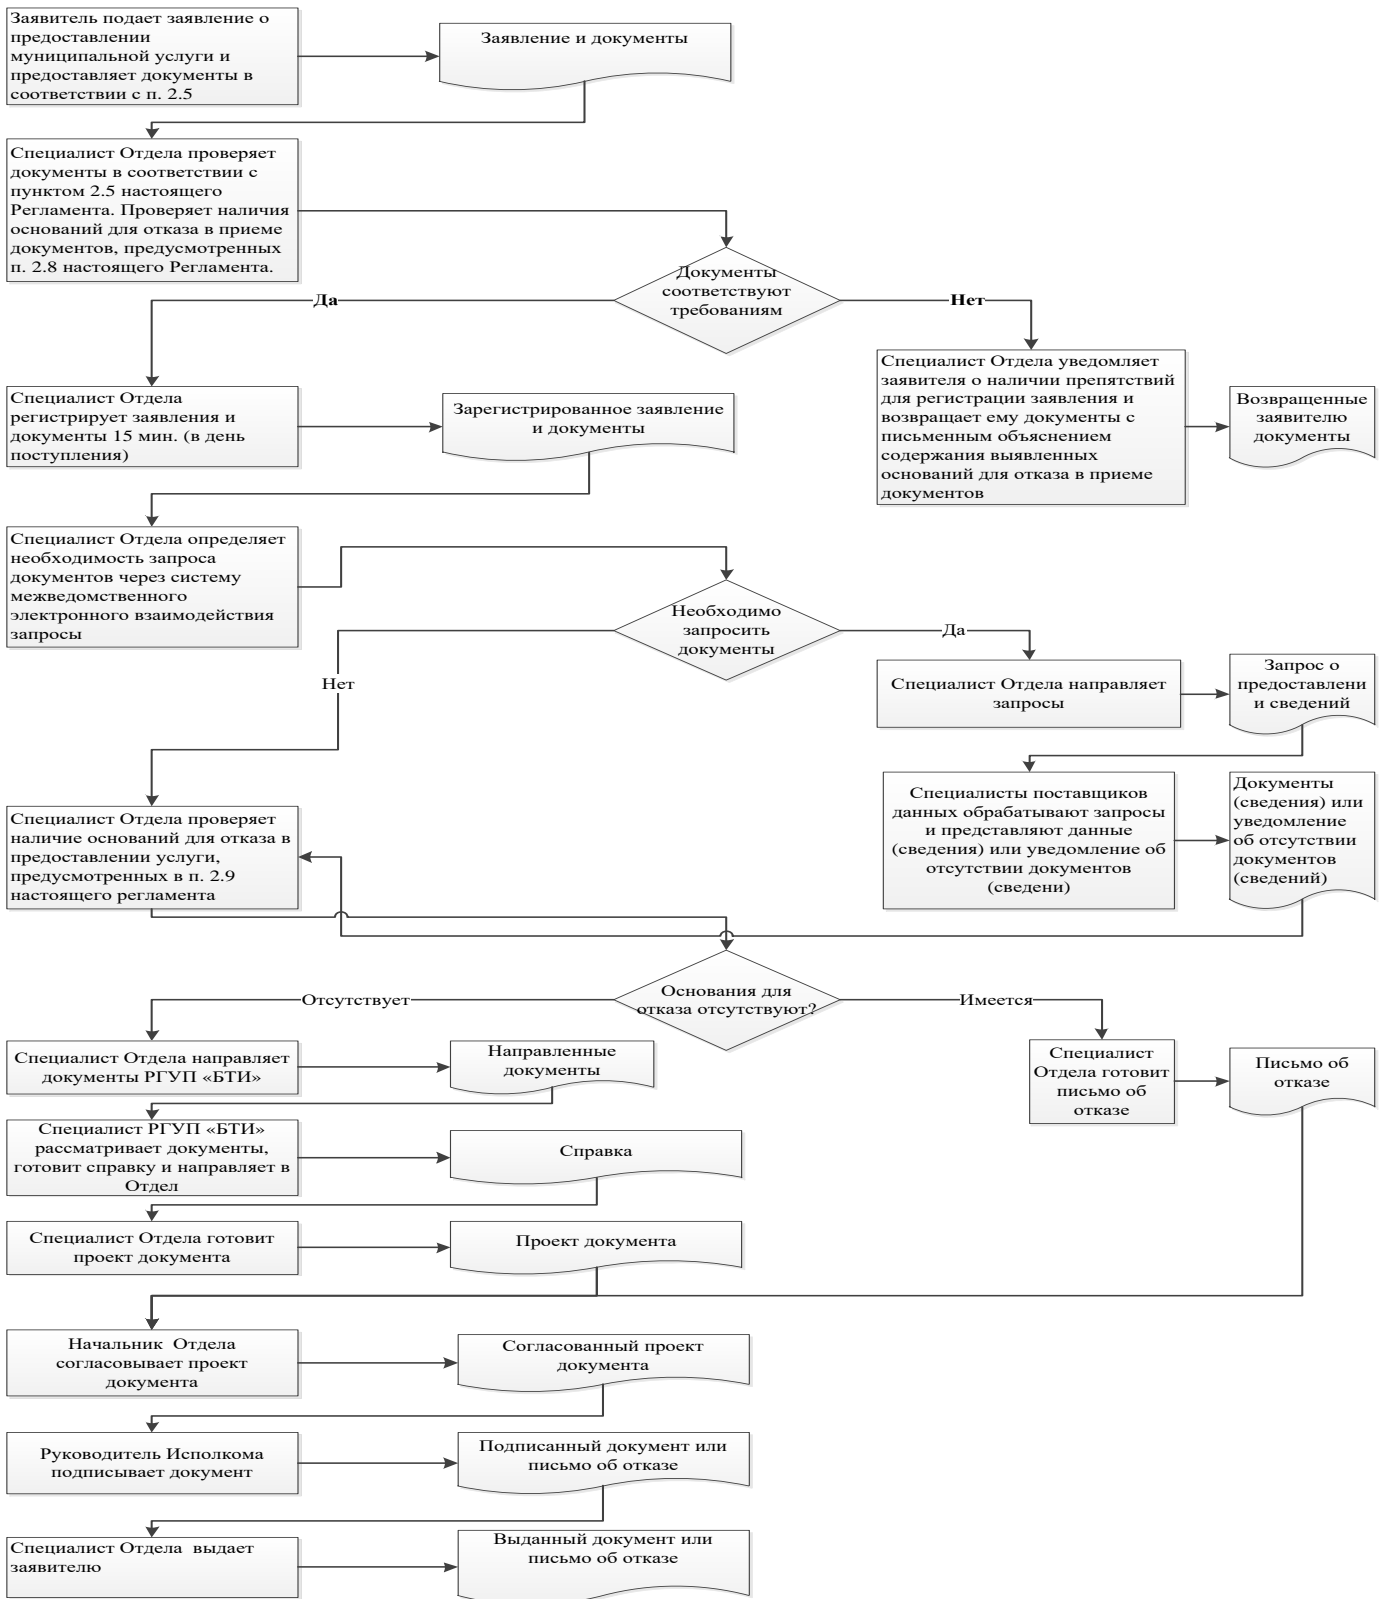 Заявитель подает заявление о
предоставлении
муниципальной услуги и
предоставляет документы в
соответствии с п. 2.5
Заявление и документы
Специалист Отдела проверяет
документы в соответствии с
пунктом 2.5 настоящего
Регламента. Проверяет наличия
оснований для отказа в приеме
документов, предусмотренных
п. 2.8 настоящего Регламента.
Документы
соответствуют
требованиям
Да
Нет
Специалист Отдела
регистрирует заявления и
документы 15 мин. (в день
поступления)
Зарегистрированное заявление
и документы
Специалист Отдела уведомляет
заявителя о наличии препятствий
для регистрации заявления и
возвращает ему документы с
письменным объяснением
содержания выявленных
оснований для отказа в приеме
документов
Возвращенные
заявителю
документы
Специалист Отдела определяет
необходимость запроса
документов через систему
межведомственного
электронного взаимодействия
запросы
Необходимо
запросить
документы
Да
Нет
Специалист Отдела направляет
запросы
Запрос о
предоставлени
и сведений
Специалисты поставщиков
данных обрабатывают запросы
и представляют данные
(сведения) или уведомление об
отсутствии документов
(сведени)
Документы
(сведения) или
уведомление
об отсутствии
документов
(сведений)
Специалист Отдела проверяет
наличие оснований для отказа в
предоставлении услуги,
предусмотренных в п. 2.9
настоящего регламента
Основания для
отказа отсутствуют?
Отсутствует
Имеется
Специалист Отдела направляет
документы РГУП «БТИ»
Направленные
документы
Специалист
Отдела готовит
письмо об
отказе
Письмо об
отказе
Специалист РГУП «БТИ»
рассматривает документы,
готовит справку и направляет в
Отдел
Справка
Специалист Отдела готовит
проект документа
Проект документа
Начальник  Отдела
согласовывает проект
документа
Согласованный проект
документа
Руководитель Исполкома
подписывает документ
Подписанный документ или
письмо об отказе
Специалист Отдела  выдает
заявителю
Выданный документ или
письмо об отказе